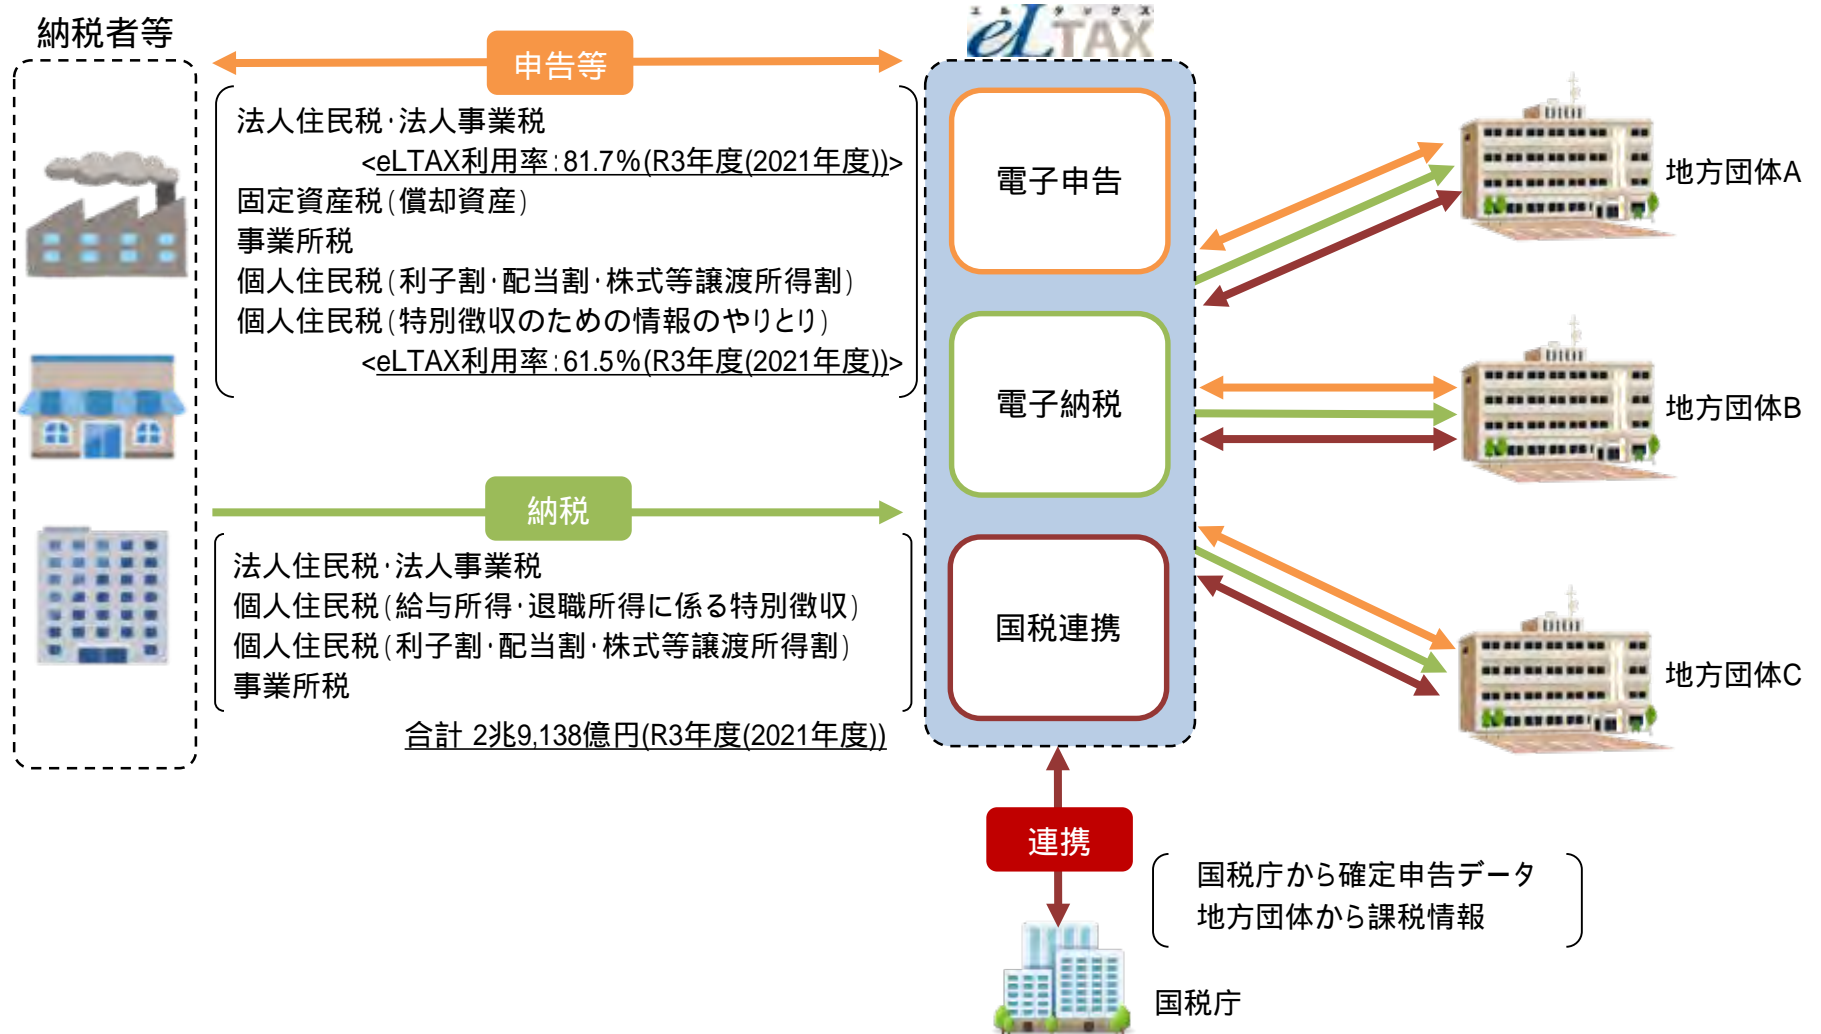 納税者等
申告等
法人住民税・法人事業税
<eLTAX利用率：81.7％(R3年度(2021年度))>
固定資産税（償却資産）
事業所税
個人住民税（利子割・配当割・株式等譲渡所得割）
個人住民税（特別徴収のための情報のやりとり）
<eLTAX利用率：61.5％(R3年度(2021年度))>
納税
法人住民税・法人事業税
個人住民税（給与所得・退職所得に係る特別徴収）
個人住民税（利子割・配当割・株式等譲渡所得割）
事業所税
合計 2兆9,138億円(R3年度(2021年度))
エルタックス
eLTAX
電子申告
電子納税
国税連携
地方団体A
地方団体B
地方団体C
連携
国税庁から確定申告データ
地方団体から課税情報
国税庁